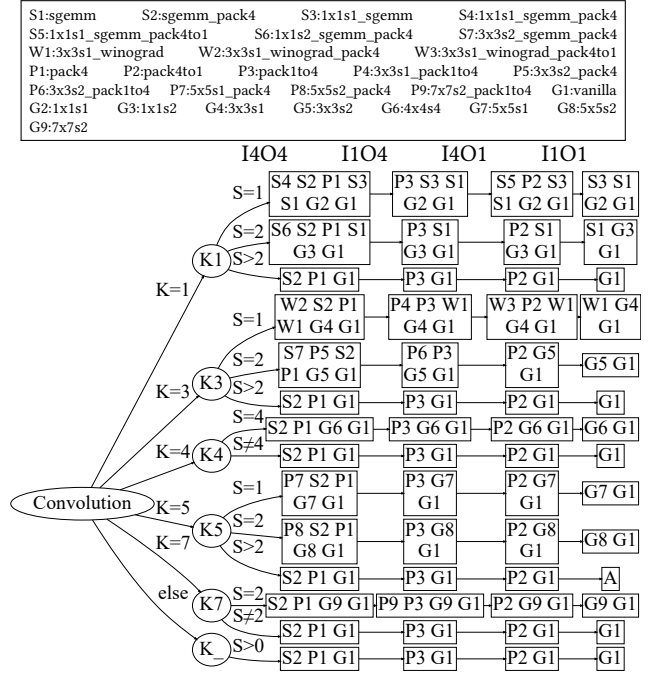 S1:sgemm S2:sgemm_pack4 S3:1x1s1_sgemm S4:1x1s1_sgemm_pack4
S5:1x1s1_sgemm_pack4to1 S6:1x1s2_sgemm_pack4 S7:3x3s2_sgemm_pack4
W1:3x3s1_winograd W2:3x3s1_winograd_pack4 W3:3x3s1_winograd_pack4to1
P1:pack4 P2:pack4to1 P3:pack1to4 P4:3x3s1_pack1to4 P5:3x3s2_pack4
P6:3x3s2_pack1to4 P7:5x5s1_pack4 P8:5x5s2_pack4 P9:7x7s2_pack1to4 G1:vanilla
G2:1x1s1 G3:1x1s2 G4:3x3s1 G5:3x3s2 G6:4x4s4 G7:5x5s1 G8:5x5s2
G9:7x7s2
I4O4 I1O4 I4O1 I1O1
S=1 S4 S2 P1 S3 P3 S3 S1 S5 P2 S3 S3 S1
S1 G2 G1 G2 G1 S1 G2 G1 G2 G1
S=2 S6 S2 P1 S1 P3 S1 P2 S1 S1 G3
G3 G1 G3 G1 G3 G1 G1
K1 S>2
S2 P1 G1 P3 G1 P2 G1 G1
K=1
S=1 W2 S2 P1 P4 P3 W1 W3 P2 W1 W1 G4
W1 G4 G1 G4 G1 G4 G1 G1
S=2 S7 P5 S2 P6 P3 P2 G5 G5 G1
P1 G5 G1 G5 G1 G1
K=3 K3 S>2
S2 P1 G1 P3 G1 P2 G1 G1
S=4 S2 P1 G6 G1 P3 G6 G1 P2 G6 G1 G6 G1
K=4 K4 S≠4
S2 P1 G1 P3 G1 P2 G1 G1
S=1 P7 S2 P1 P3 G7 P2 G7 G7 G1
G7 G1 G1 G1
Convolution
K=5 K5 S=2 P8 S2 P1 P3 G8 P2 G8 G8 G1
G8 G1 G1 G1
K=7 S>2
S2 P1 G1 P3 G1 P2 G1 A
else K7 S=2 S2 P1 G9 G1 P9 P3 G9 G1 P2 G9 G1 G9 G1
S≠2
S2 P1 G1 P3 G1 P2 G1 G1
K_ S>0
S2 P1 G1 P3 G1 P2 G1 G1